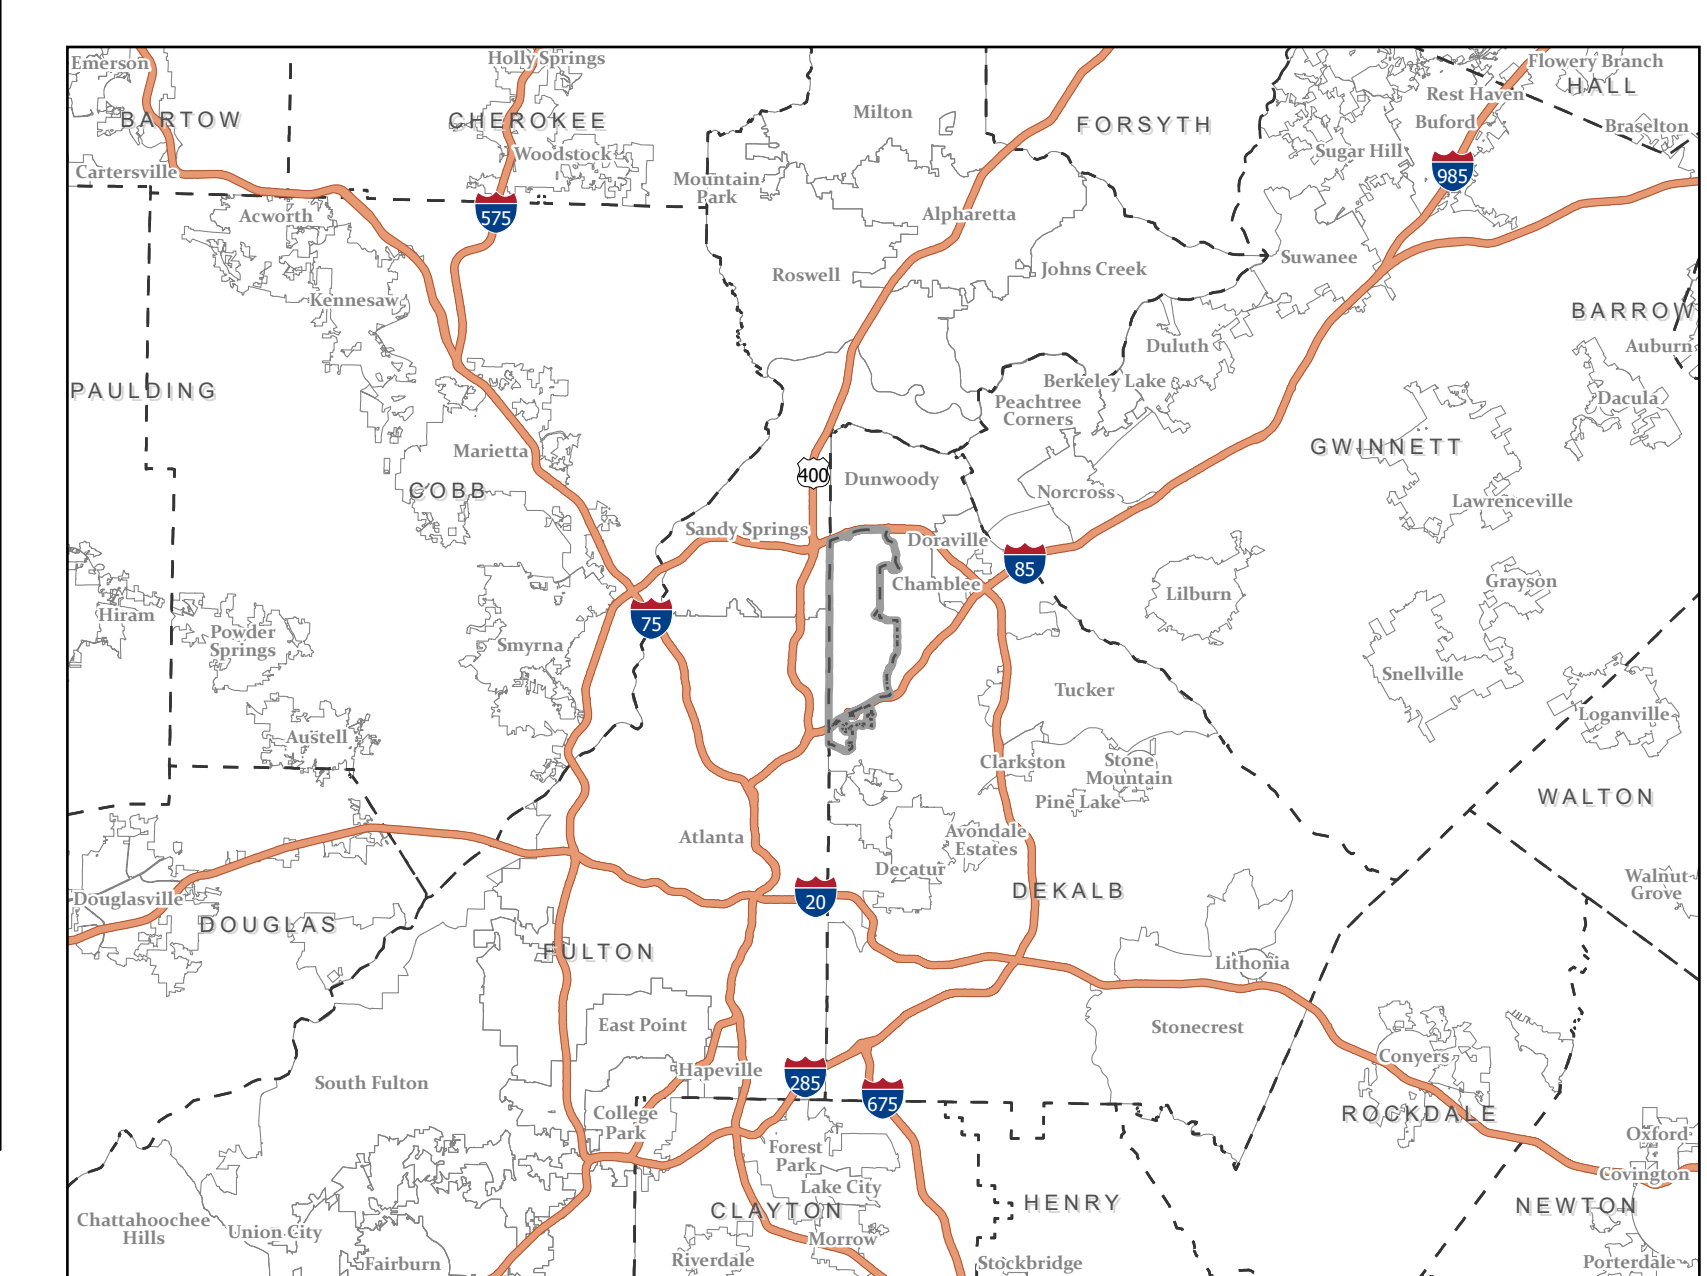 Emerson
Holly Springs
Flowery Branch
HALL
Rest Haven
BARTOW
CHEROKEE
Milton
FORSYTH
Buford
Braselton
Woodstock
Sugar Hill
Cartersville
985
Mountain
Park
Acworth
575
Alpharetta
Suwanee
Roswell
Johns Creek
Kennesaw
BARROW
Duluth
Auburn
PAULDING
Berkeley Lake
Peachtree
Corners
Dacula
Marietta
GWINNETT
400
Dunwoody
COBB
Norcross
Lawrenceville
Sandy Springs
Doraville
85
Chamblee
Grayson
Lilburn
Hiram
75
Powder
Springs
Smyrna
Snellville
Tucker
Loganville
Austell
Clarkston
Stone
Mountain
Pine Lake
WALTON
Atlanta
Avondale
Estates
Decatur
DEKALB
Walnut
Grove
Douglasville
20
DOUGLAS
FULTON
Lithonia
East Point
Stonecrest
Conyers
Hapeville
South Fulton
285
675
College
Park
ROCKDALE
Oxford
Forest
Park
Covington
Lake City
HENRY
NEWTON
CLAYTON
Chattahoochee
Hills
Union City
Morrow
Fairburn
Riverdale
Stockbridge
Porterdale